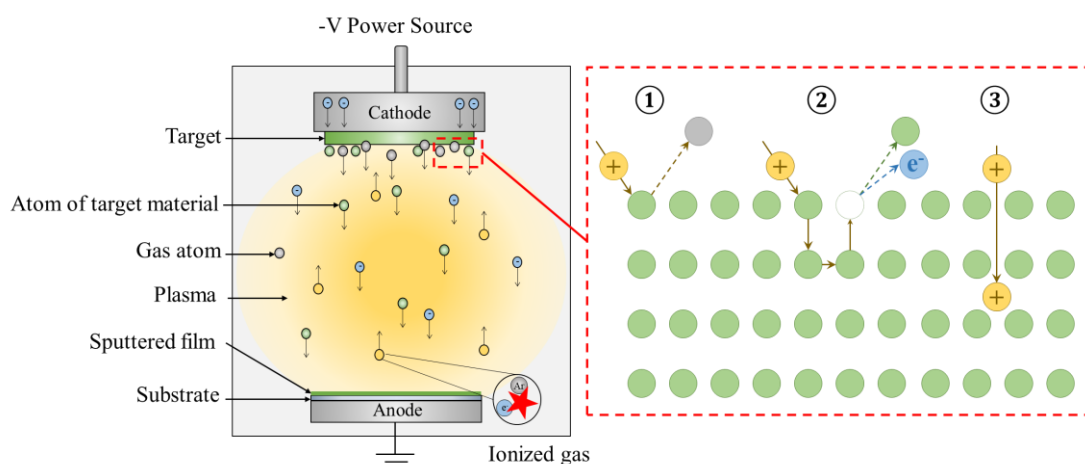 -V Power Source
Cathode
Target
Atom of target material
Gas atom
Plasma
Sputtered film
Substrate
Anode
Ar
e⁻
Ionized gas
① ② ③
+ + +
e⁻
+